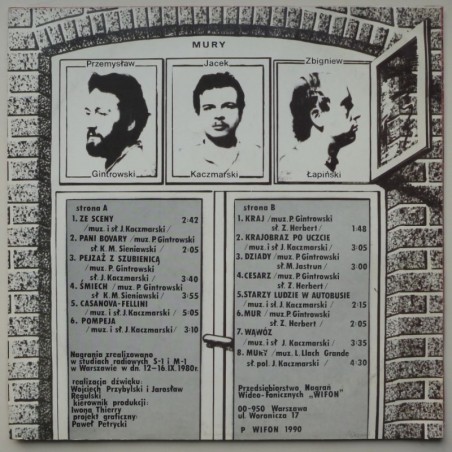 MURY
Przemysław
Gintrowski
Jacek
Kaczmarski
Zbigniew
Łapiński
strona A
1. ZE SCENY
/muz. i sł. J. Kaczmarski/ 2:42
2. PANI BOVARY /muz. P. Gintrowski
sł. K. M. Sieniawski/ 2:05
3. PEJZAŻ Z SZUBIENICĄ
/muz. P. Gintrowski
sł. J. Kaczmarski/ 3:40
4. ŚMIECH /muz. P. Gintrowski
sł. K. M. Sieniawski/ 3:55
5. CASANOVA-FELLINI
/muz. i sł. J. Kaczmarski/ 5:05
6. POMPEJA
/muz. i sł. J. Kaczmarski/ 3:10
Nagrania zrealizowano
w studiach radiowych S-1 i M-1
w Warszawie w dn. 12-16 IX. 1980r.
realizacja dźwięku:
Wojciech Przybylski i Jarosław
Regulski
kierownik produkcji:
Iwona Thierry
projekt graficzny:
Paweł Petrycki
strona B
1. KRAJ /muz. P. Gintrowski
sł. Z. Herbert/ 1:48
2. KRAJOBRAZ PO UCZCIE
/muz. i sł. J. Kaczmarski/ 3:05
3. DZIADY /muz. P. Gintrowski
sł. M. Jastrun/ 3:00
4. CESARZ /muz. P. Gintrowski
sł. Z. Herbert/
5. STARZY LUDZIE W AUTOBUSIE
/muz. i sł. J. Kaczmarski/ 2:15
6. MUR /muz. P. Gintrowski
sł. Z. Herbert/ 2:05
7. WĄWÓZ
/muz. i sł. J. Kaczmarski/ 4:10
8. MURY /muz. L. Llach Grande
sł. pol. J. Kaczmarski/ 4:30
Przedsiębiorstwo Nagrań
Wideo-Fonicznych „WIFON"
00-950 Warszawa
ul. Woronicza 17
P WIFON 1990